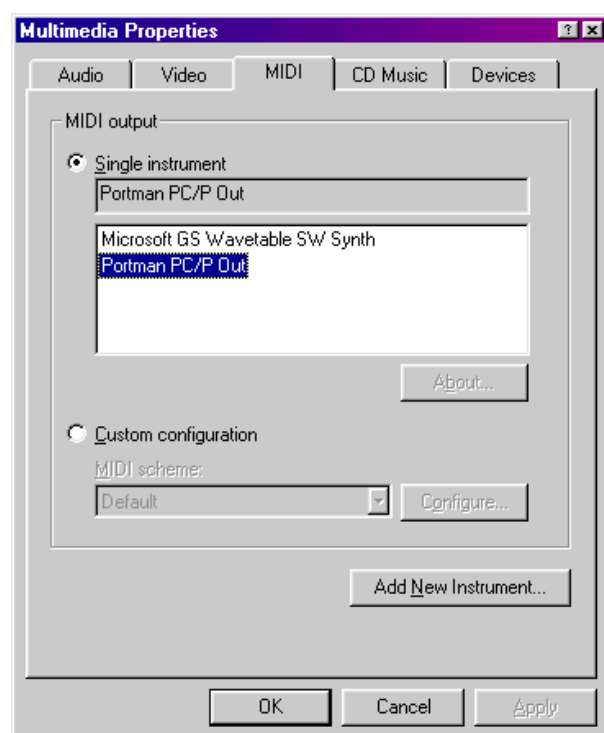 Multimedia Properties
Audio Video MIDI CD Music Devices
MIDI output
Single instrument
Portman PC/P Out
Microsoft GS Wavetable SW Synth
Portman PC/P Out
About...
Custom configuration
MIDI scheme:
Default Configure...
Add New Instrument...
OK Cancel Apply